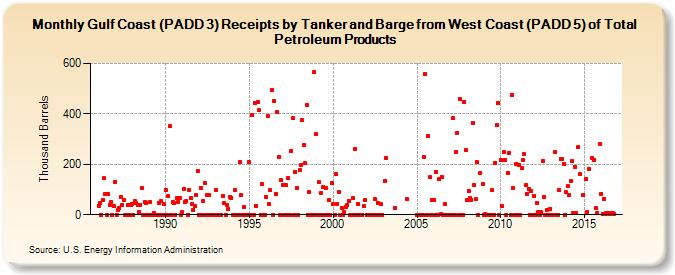 Monthly Gulf Coast (PADD 3) Receipts by Tanker and Barge from West Coast (PADD 5) of Total
Petroleum Products
Thousand Barrels
600
400
200
0
1990 1995 2000 2005 2010 2015
Source: U.S. Energy Information Administration